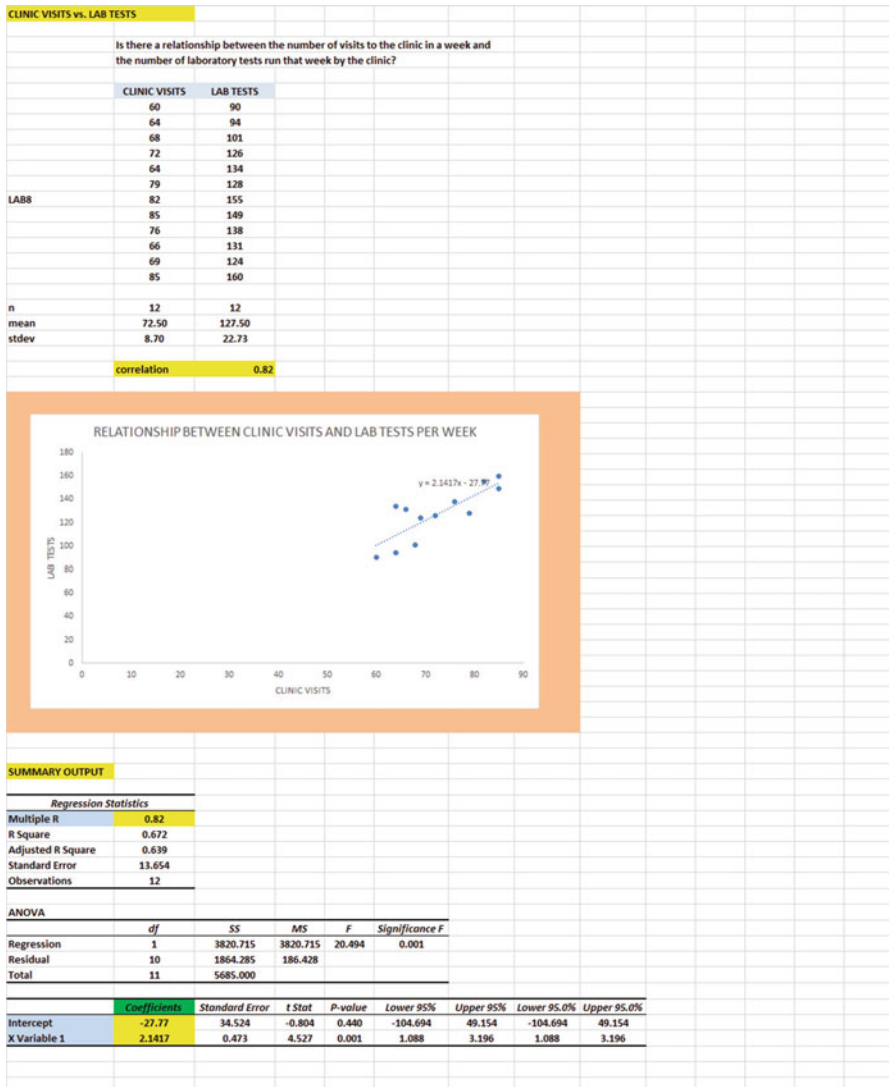 CLINIC VISITS vs. LAB TESTS
Is there a relationship between the number of visits to the clinic in a week and
the number of laboratory tests run that week by the clinic?
CLINIC VISITS LAB TESTS
60 90
64 94
68 101
72 126
64 134
79 128
LAB8 82 155
85 149
76 138
66 131
69 124
85 160
n 12 12
mean 72.50 127.50
stdev 8.70 22.73
correlation 0.82
RELATIONSHIP BETWEEN CLINIC VISITS AND LAB TESTS PER WEEK
180
160
y = 2.1417x - 27.77
140
120
100
80
60
40
20
0
LAB TESTS
0 10 20 30 40 50 60 70 80 90
CLINIC VISITS
SUMMARY OUTPUT
Regression Statistics
Multiple R 0.82
R Square 0.672
Adjusted R Square 0.639
Standard Error 13.654
Observations 12
ANOVA
df SS MS F Significance F
Regression 1 3820.715 3820.715 20.494 0.001
Residual 10 1864.285 186.428
Total 11 5685.000
Coefficients Standard Error t Stat P-value Lower 95% Upper 95% Lower 95.0% Upper 95.0%
Intercept -27.77 34.524 -0.804 0.440 -104.694 49.154 -104.694 49.154
X Variable 1 2.1417 0.473 4.527 0.001 1.088 3.196 1.088 3.196